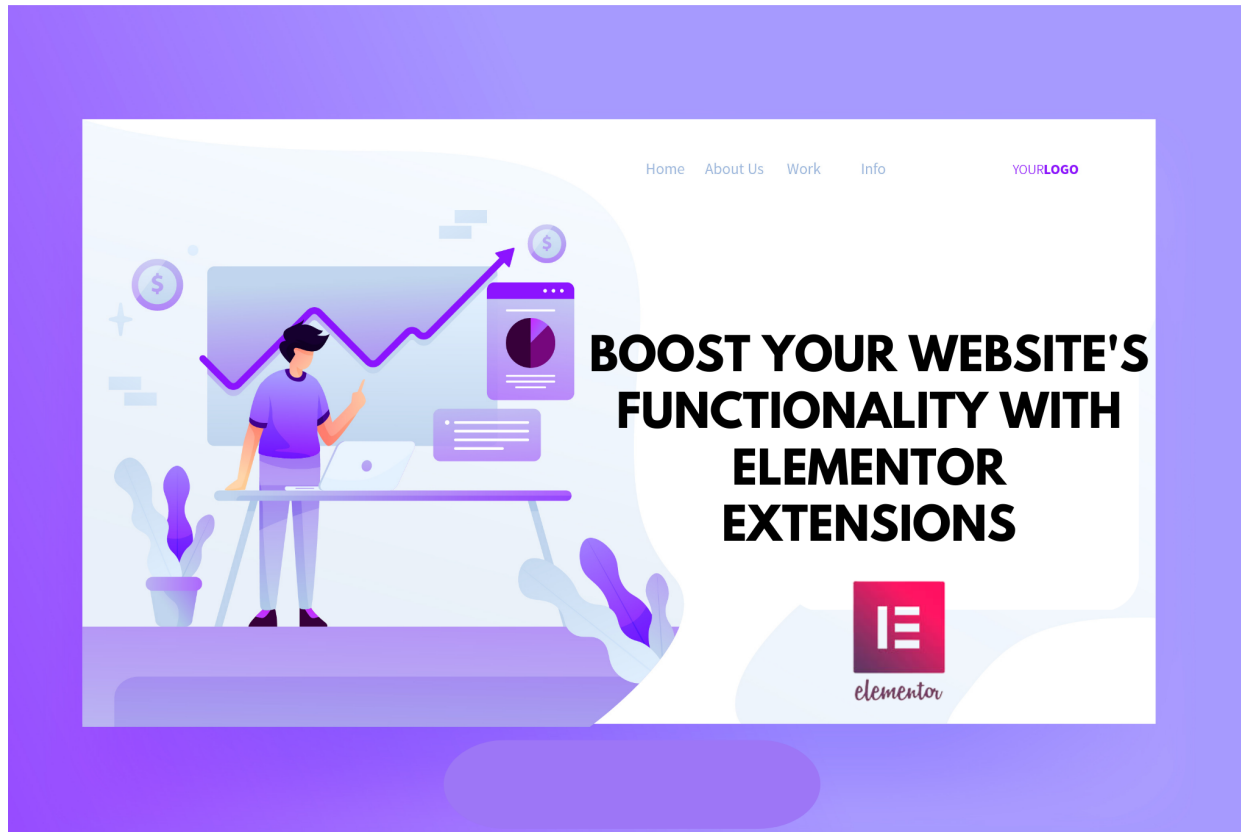 Home About Us Work Info YOURLOGO
$
$
BOOST YOUR WEBSITE'S
FUNCTIONALITY WITH
ELEMENTOR
EXTENSIONS
elementor